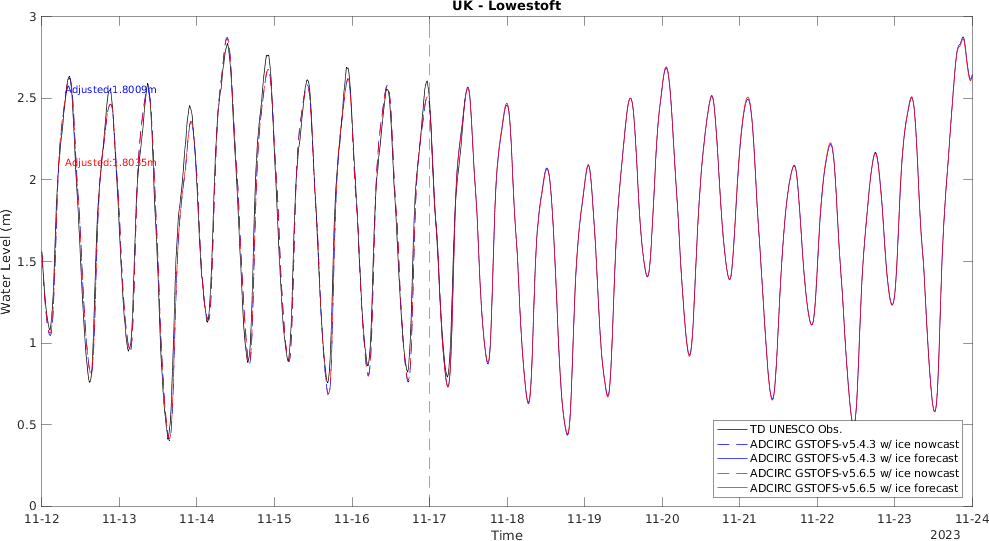 UK - Lowestoft
3
2.5
2
1.5
1
0.5
0
Water Level (m)
Adjusted:1.8009m
Adjusted:1.8035m
TD UNESCO Obs.
ADCIRC GSTOFS-v5.4.3 w/ ice nowcast
ADCIRC GSTOFS-v5.4.3 w/ ice forecast
ADCIRC GSTOFS-v5.6.5 w/ ice nowcast
ADCIRC GSTOFS-v5.6.5 w/ ice forecast
11-12 11-13 11-14 11-15 11-16 11-17 11-18 11-19 11-20 11-21 11-22 11-23 11-24
Time
2023